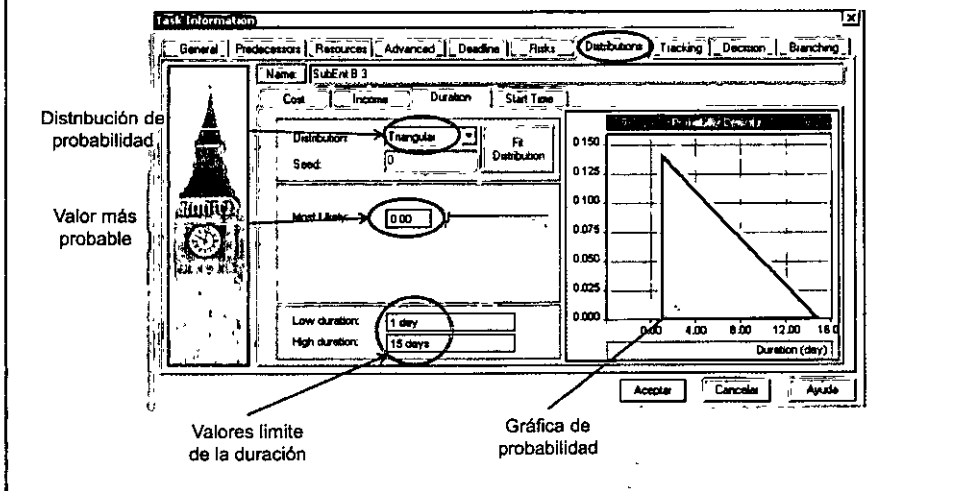 Task Information
General Predecessors Resources Advanced Deadline Risks Distributions Tracking Decision Branching
Name: SubEnt B 3
Cost Income Duration Start Time
Distribución de
probabilidad
Distribution: Triangular
Seed: 0
Fit
Distribution
Probability Density
0.150
0.125
0.100
0.075
0.050
0.025
0.000
0.00 4.00 8.00 12.00
Duration (day)
Valor más
probable
Most Likely: 0.00
Low duration: 1 day
High duration: 15 days
Aceptar Cancelar Ayuda
Valores limite
de la duración
Gráfica de
probabilidad